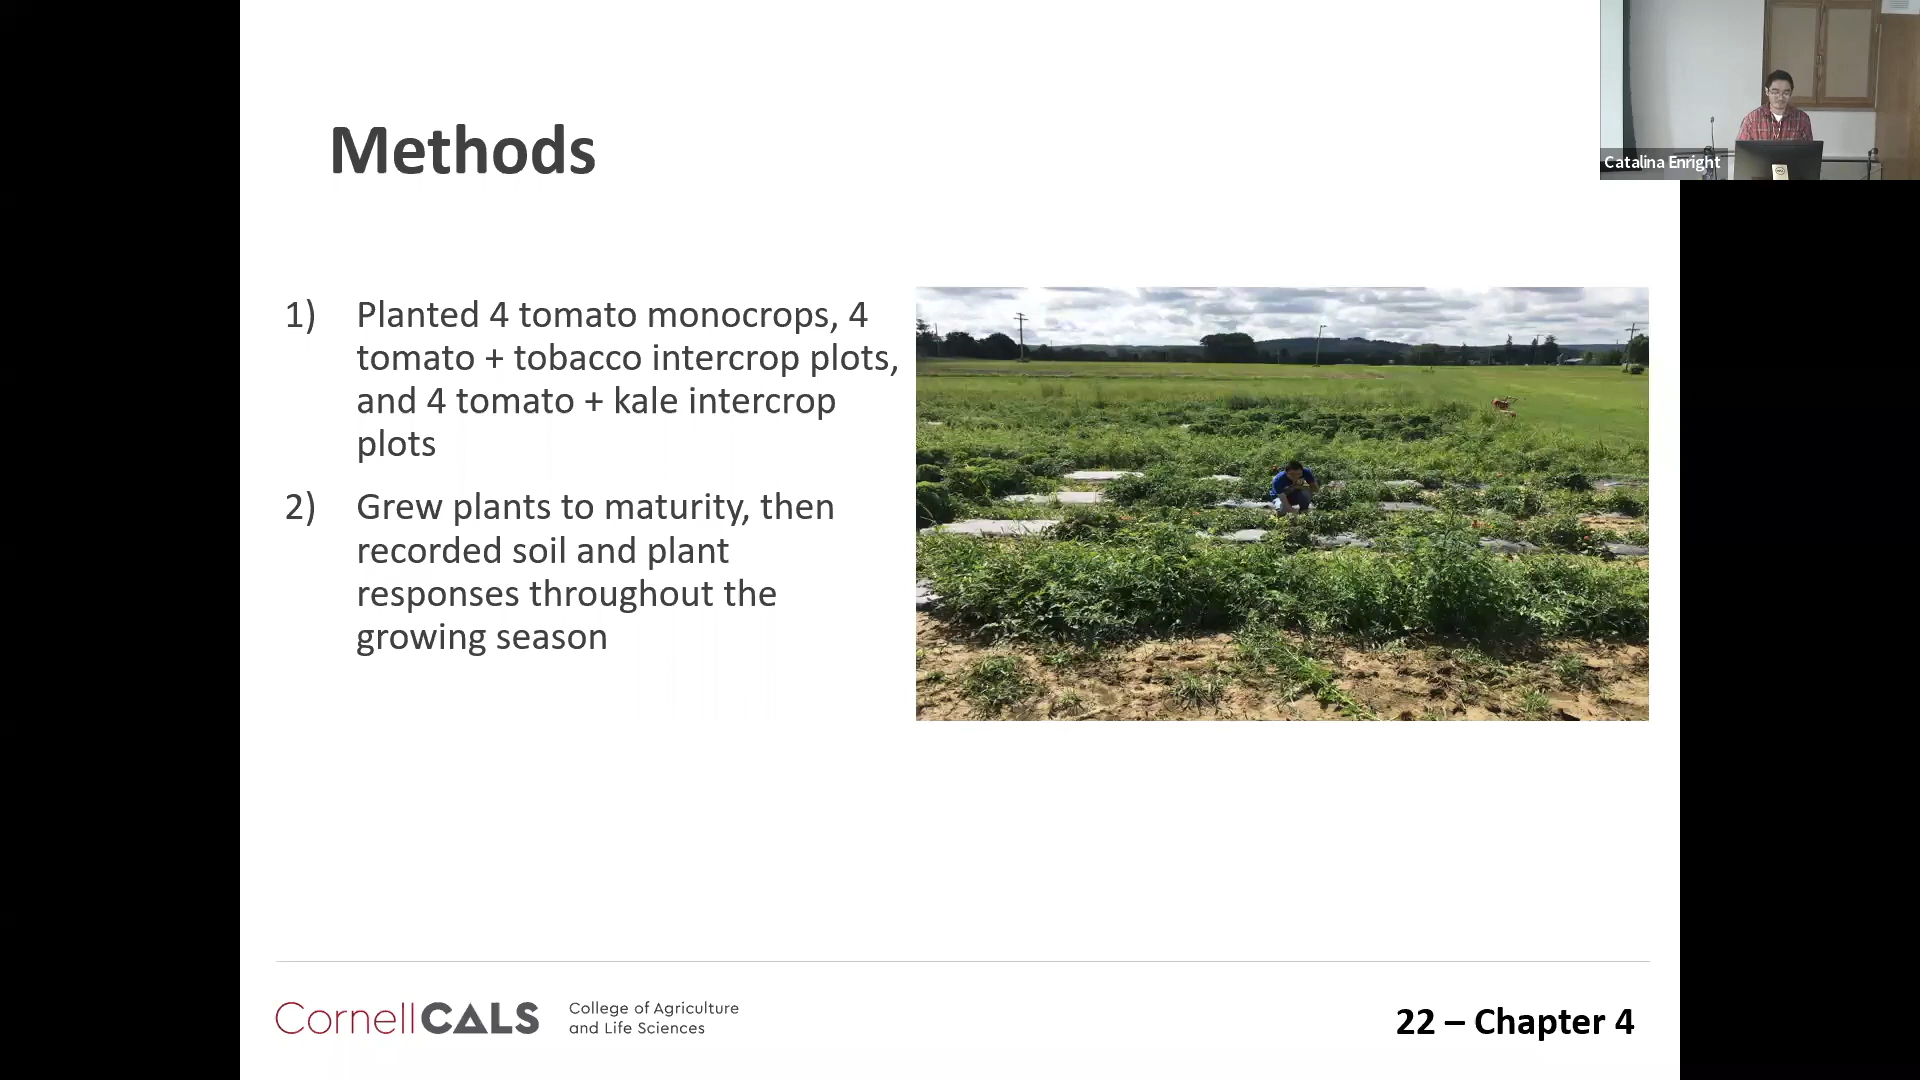 Methods
Catalina Enright
1) Planted 4 tomato monocrops, 4
tomato + tobacco intercrop plots,
and 4 tomato + kale intercrop
plots
2) Grew plants to maturity, then
recorded soil and plant
responses throughout the
growing season
CornellCALS
College of Agriculture
and Life Sciences
22 – Chapter 4